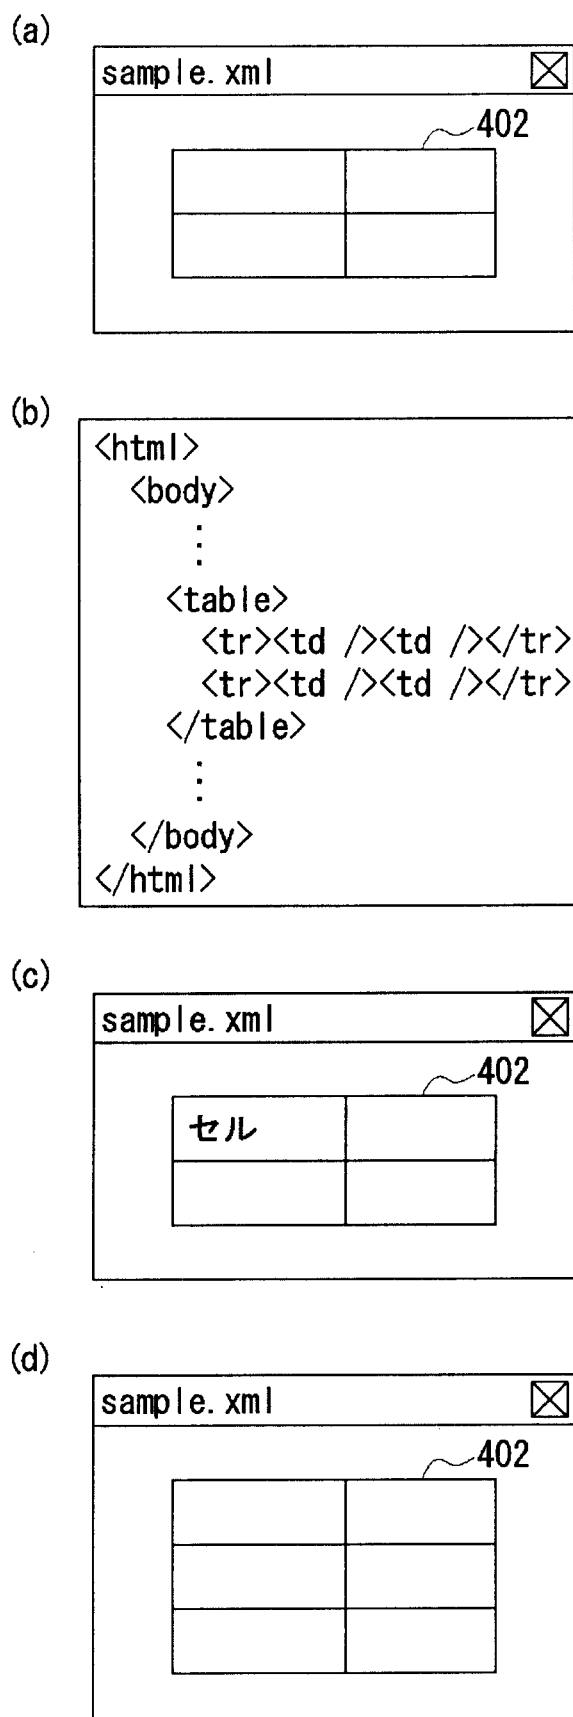 (a)
sample.xml
402
(b)
<html>
<body>
:
<table>
<tr><td /><td /></tr>
<tr><td /><td /></tr>
</table>
:
</body>
</html>
(c)
sample.xml
402
セル
(d)
sample.xml
402